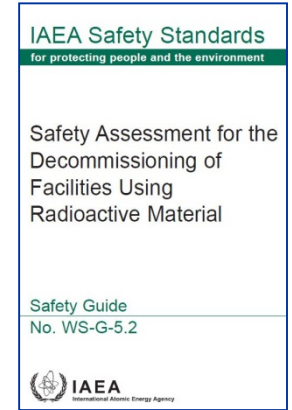 IAEA Safety Standards
for protecting people and the environment
Safety Assessment for the
Decommissioning of
Facilities Using
Radioactive Material
Safety Guide
No. WS-G-5.2
IAEA
International Atomic Energy Agency